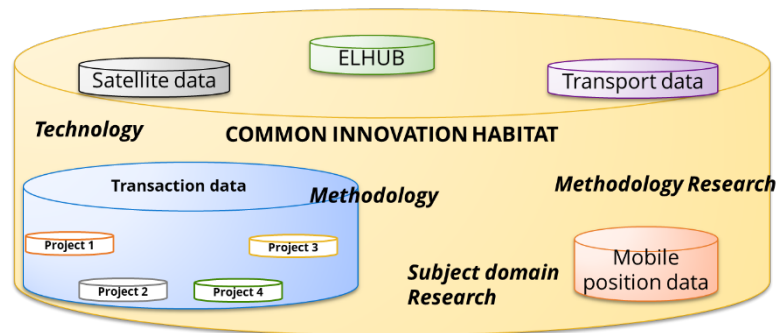 ELHUB
Satellite data
Transport data
Technology
COMMON INNOVATION HABITAT
Transaction data
Methodology
Methodology Research
Project 1
Project 3
Mobile
position data
Subject domain
Research
Project 2
Project 4